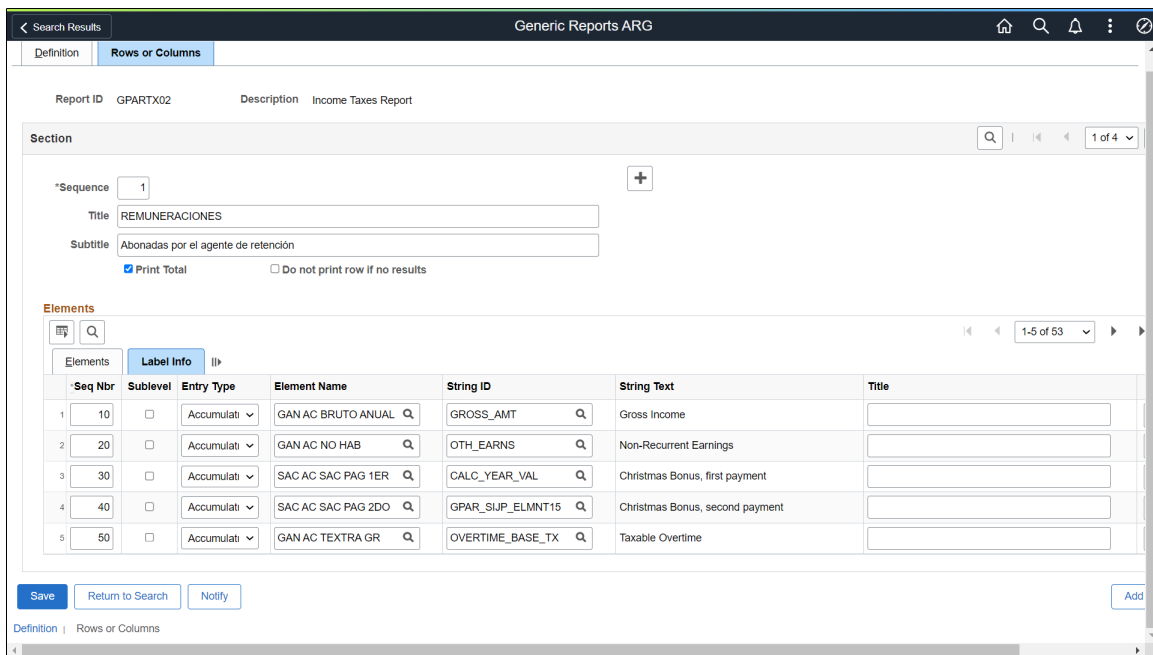 Search Results
Generic Reports ARG
Definition
Rows or Columns
Report ID GPARTX02 Description Income Taxes Report
Section
1 of 4
*Sequence 1
Title REMUNERACIONES
Subtitle Abonadas por el agente de retención
Print Total Do not print row if no results
Elements
1-5 of 53
Elements Label Info
*Seq Nbr Sublevel Entry Type Element Name String ID String Text Title
1 10 Accumulat GAN AC BRUTO ANUAL GROSS_AMT Gross Income
2 20 Accumulat GAN AC NO HAB OTH_EARNS Non-Recurrent Earnings
3 30 Accumulat SAC AC SAC PAG 1ER CALC_YEAR_VAL Christmas Bonus, first payment
4 40 Accumulat SAC AC SAC PAG 2DO GPAR_SIJP_ELMNT15 Christmas Bonus, second payment
5 50 Accumulat GAN AC TEXTRA GR OVERTIME_BASE_TX Taxable Overtime
Save Return to Search Notify Add
Definition | Rows or Columns